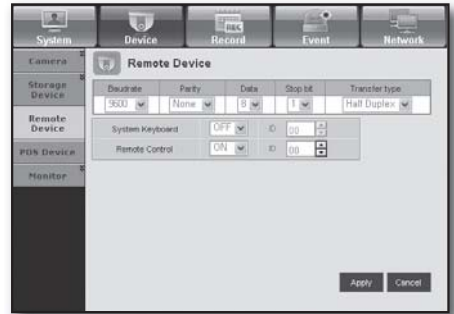 System Device Record Event Network
REC
Camera
Storage Device
Remote Device
POS Device
Monitor
Remote Device
Baudrate Parity Data Stop bit Transfer type
9600 None 8 1 Half Duplex
System Keyboard OFF ID 00
Remote Control ON ID 00
Apply Cancel